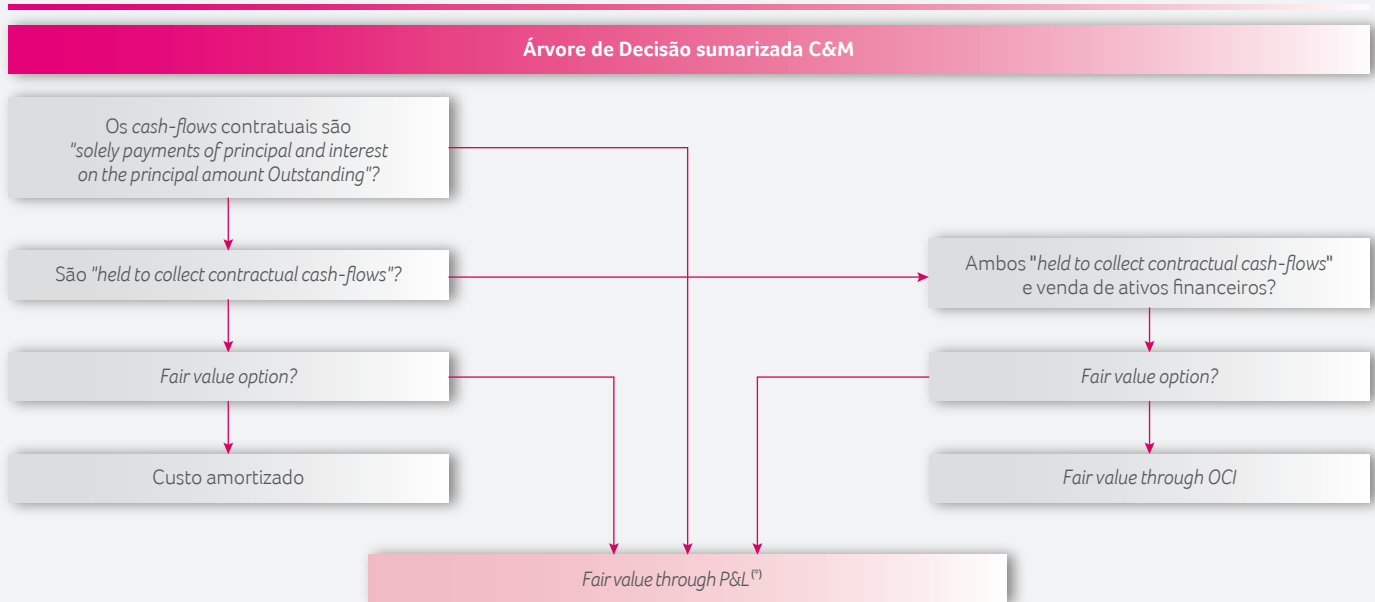 Árvore de Decisão sumarizada C&M
Os cash-flows contratuais são
"solely payments of principal and interest
on the principal amount Outstanding"?
São "held to collect contractual cash-flows"?
Ambos "held to collect contractual cash-flows"
e venda de ativos financeiros?
Fair value option?
Fair value option?
Custo amortizado
Fair value through OCI
Fair value through P&L (*)